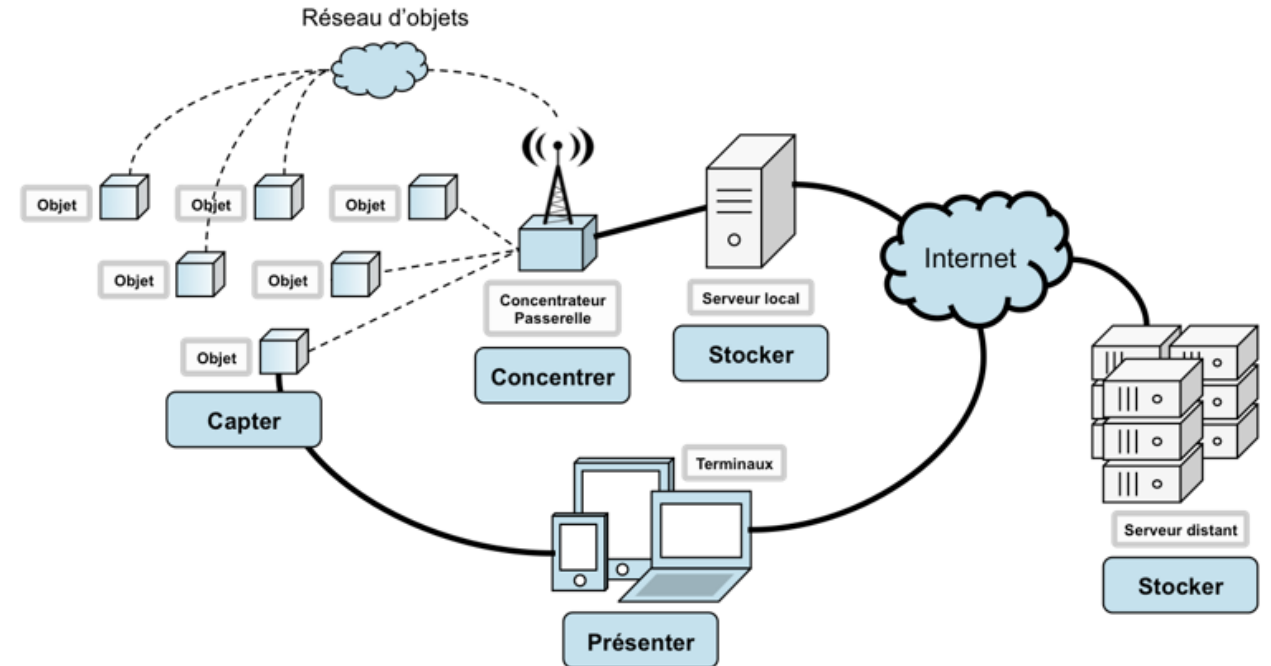 Réseau d'objets
Objet
Objet
Objet
Objet
Objet
Objet
Capter
Concentrateur
Passerelle
Concentrer
Serveur local
Stocker
Internet
Terminaux
Présenter
Serveur distant
Stocker